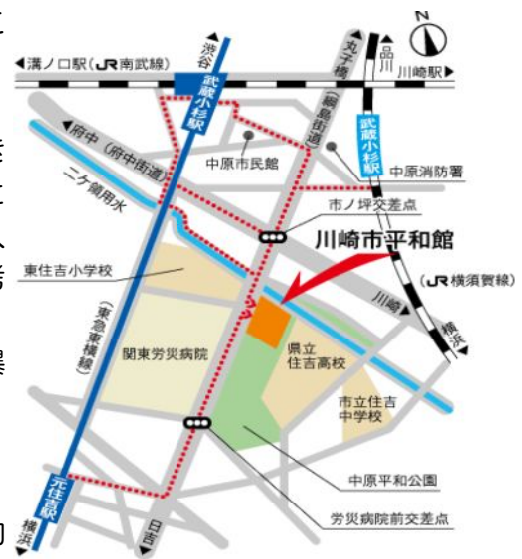 こ
N
渋谷
丸子橋
品川
溝ノ口駅(JR南武線)
川崎駅
武蔵小杉駅
(綱島街道)
武蔵小杉駅
府中(府中街道)
中原市民館
中原消防署
ニケ領用水
市ノ坪交差点
川崎市平和館
東住吉小学校
(JR横須賀線)
川崎
横浜
(東急東横線)
関東労災病院
県立
住吉高校
市立住吉
中学校
中原平和公園
元住吉駅
労災病院前交差点
横浜
日吉